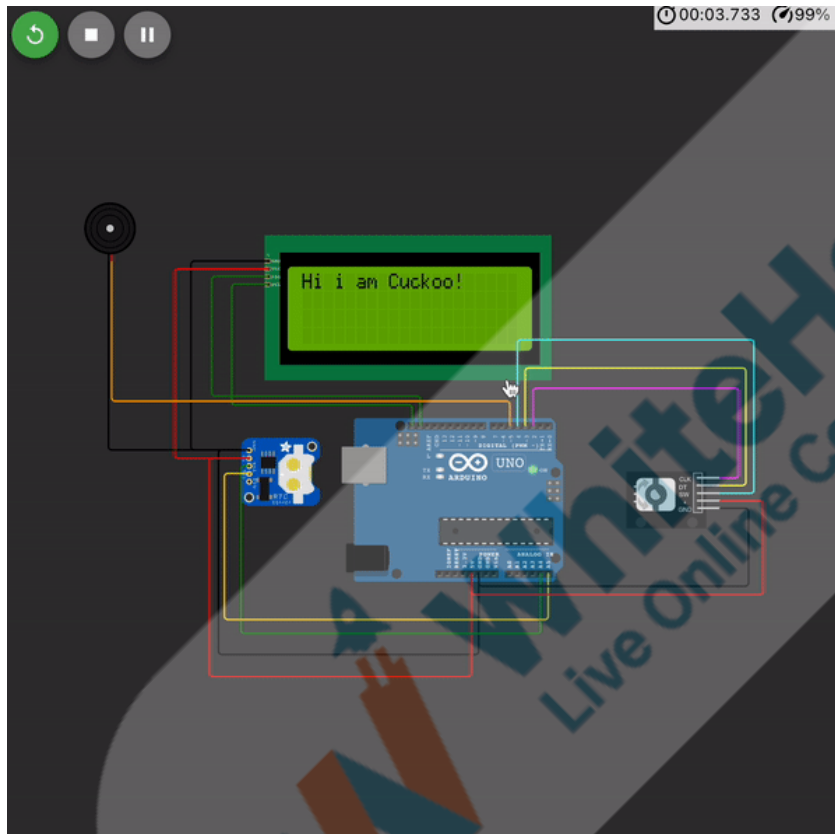 00:03.733 99%
Hi i am Cuckoo!
DIGITAL (PWM ~)
UNO
TX
RX
ARDUINO
CLK
DT
SW
+
GND
RTC
POWER
ANALOG IN
WhiteH
Live Online Co